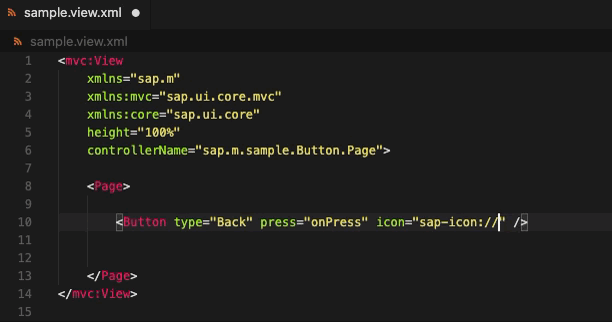 sample.view.xml
sample.view.xml
1 <mvc:View
2 xmlns="sap.m"
3 xmlns:mvc="sap.ui.core.mvc"
4 xmlns:core="sap.ui.core"
5 height="100%"
6 controllerName="sap.m.sample.Button.Page">
7
8 <Page>
9
10 <Button type="Back" press="onPress" icon="sap-icon://" />
11
12
13 </Page>
14 </mvc:View>
15